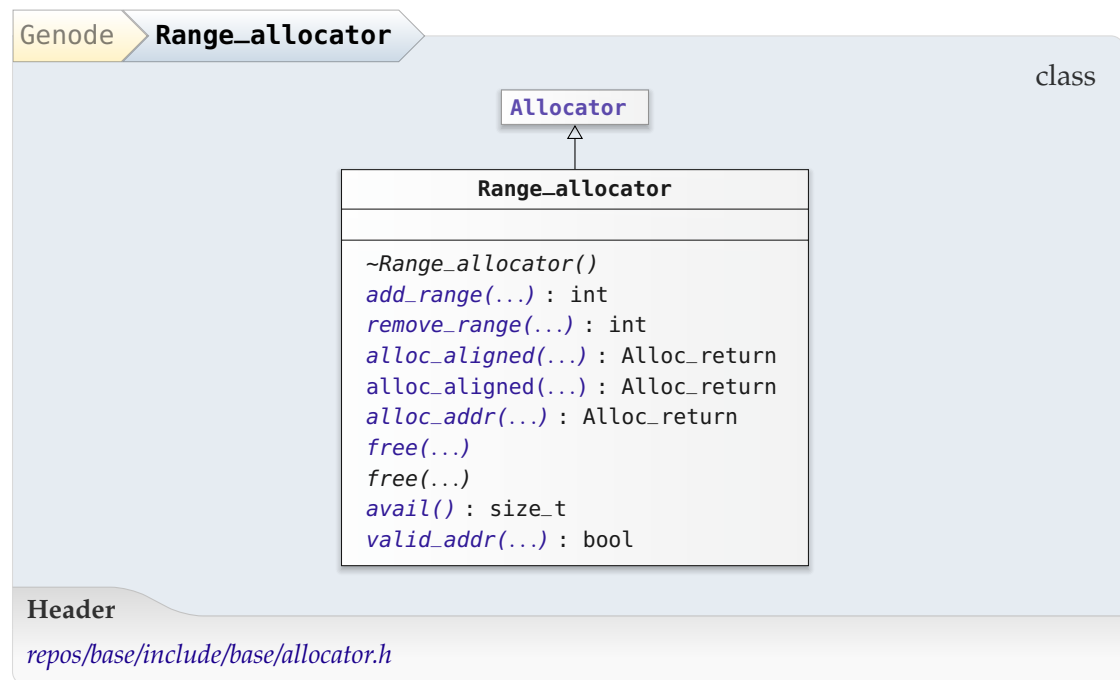 Genode Range_allocator
class
Allocator
Range_allocator
~Range_allocator()
add_range(...) : int
remove_range(...) : int
alloc_aligned(...) : Alloc_return
alloc_aligned(...) : Alloc_return
alloc_addr(...) : Alloc_return
free(...)
free(...)
avail() : size_t
valid_addr(...) : bool
Header
repos/base/include/base/allocator.h